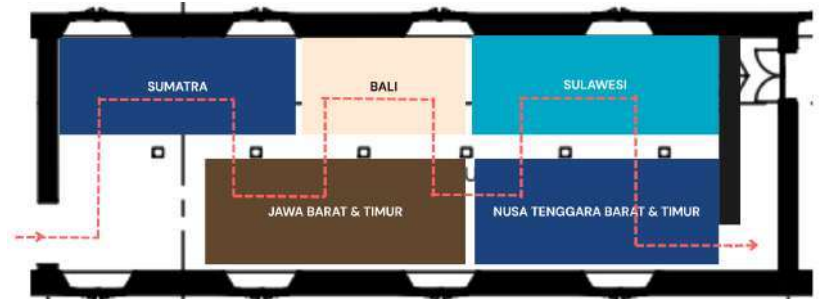 SUMATRA
BALI
SULAWESI
JAWA BARAT & TIMUR
NUSA TENGGARA BARAT & TIMUR